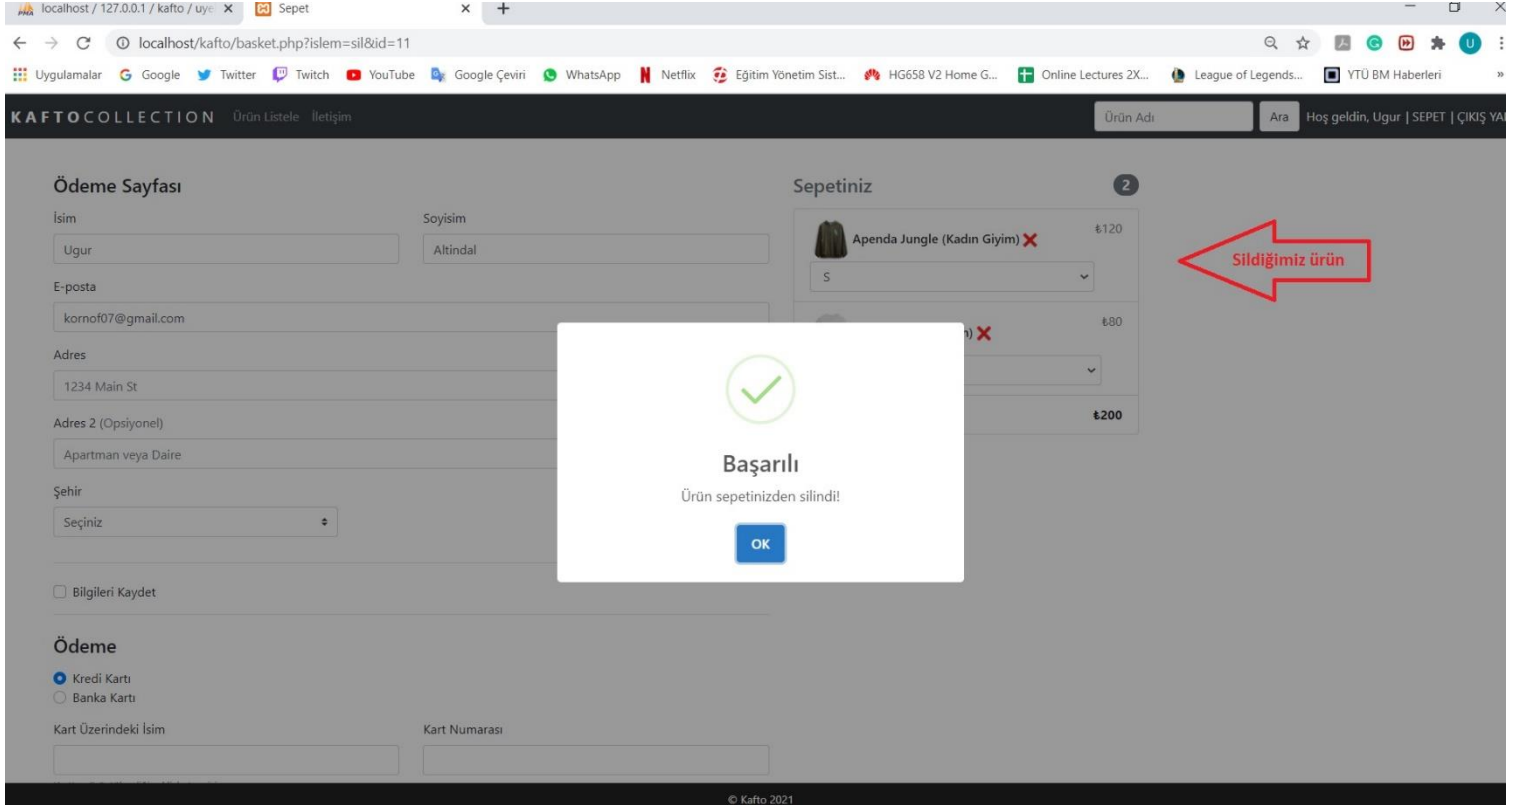 localhost / 127.0.0.1 / kafto / uye
Sepet
localhost/kafto/basket.php?islem=sil&id=11
Uygulamalar Google Twitter Twitch YouTube Google Çeviri WhatsApp Netflix Eğitim Yönetim Sist... HG658 V2 Home G... Online Lectures 2X... League of Legends... YTÜ BM Haberleri »
KAFTOCOLLECTION Ürün Listele İletişim Ürün Adı Ara Hoş geldin, Ugur | SEPET | ÇIKIŞ YAP
Ödeme Sayfası
İsim Soyisim
Ugur Altindal
E-posta
kornof07@gmail.com
Adres
1234 Main St
Adres 2 (Opsiyonel)
Apartman veya Daire
Şehir
Seçiniz
Bilgileri Kaydet
Ödeme
Kredi Kartı
Banka Kartı
Kart Üzerindeki İsim Kart Numarası
Sepetiniz 2
Apenda Jungle (Kadın Giyim) ₺120
S
₺80
₺200
Sildiğimiz ürün
Başarılı
Ürün sepetinizden silindi!
OK
© Kafto 2021